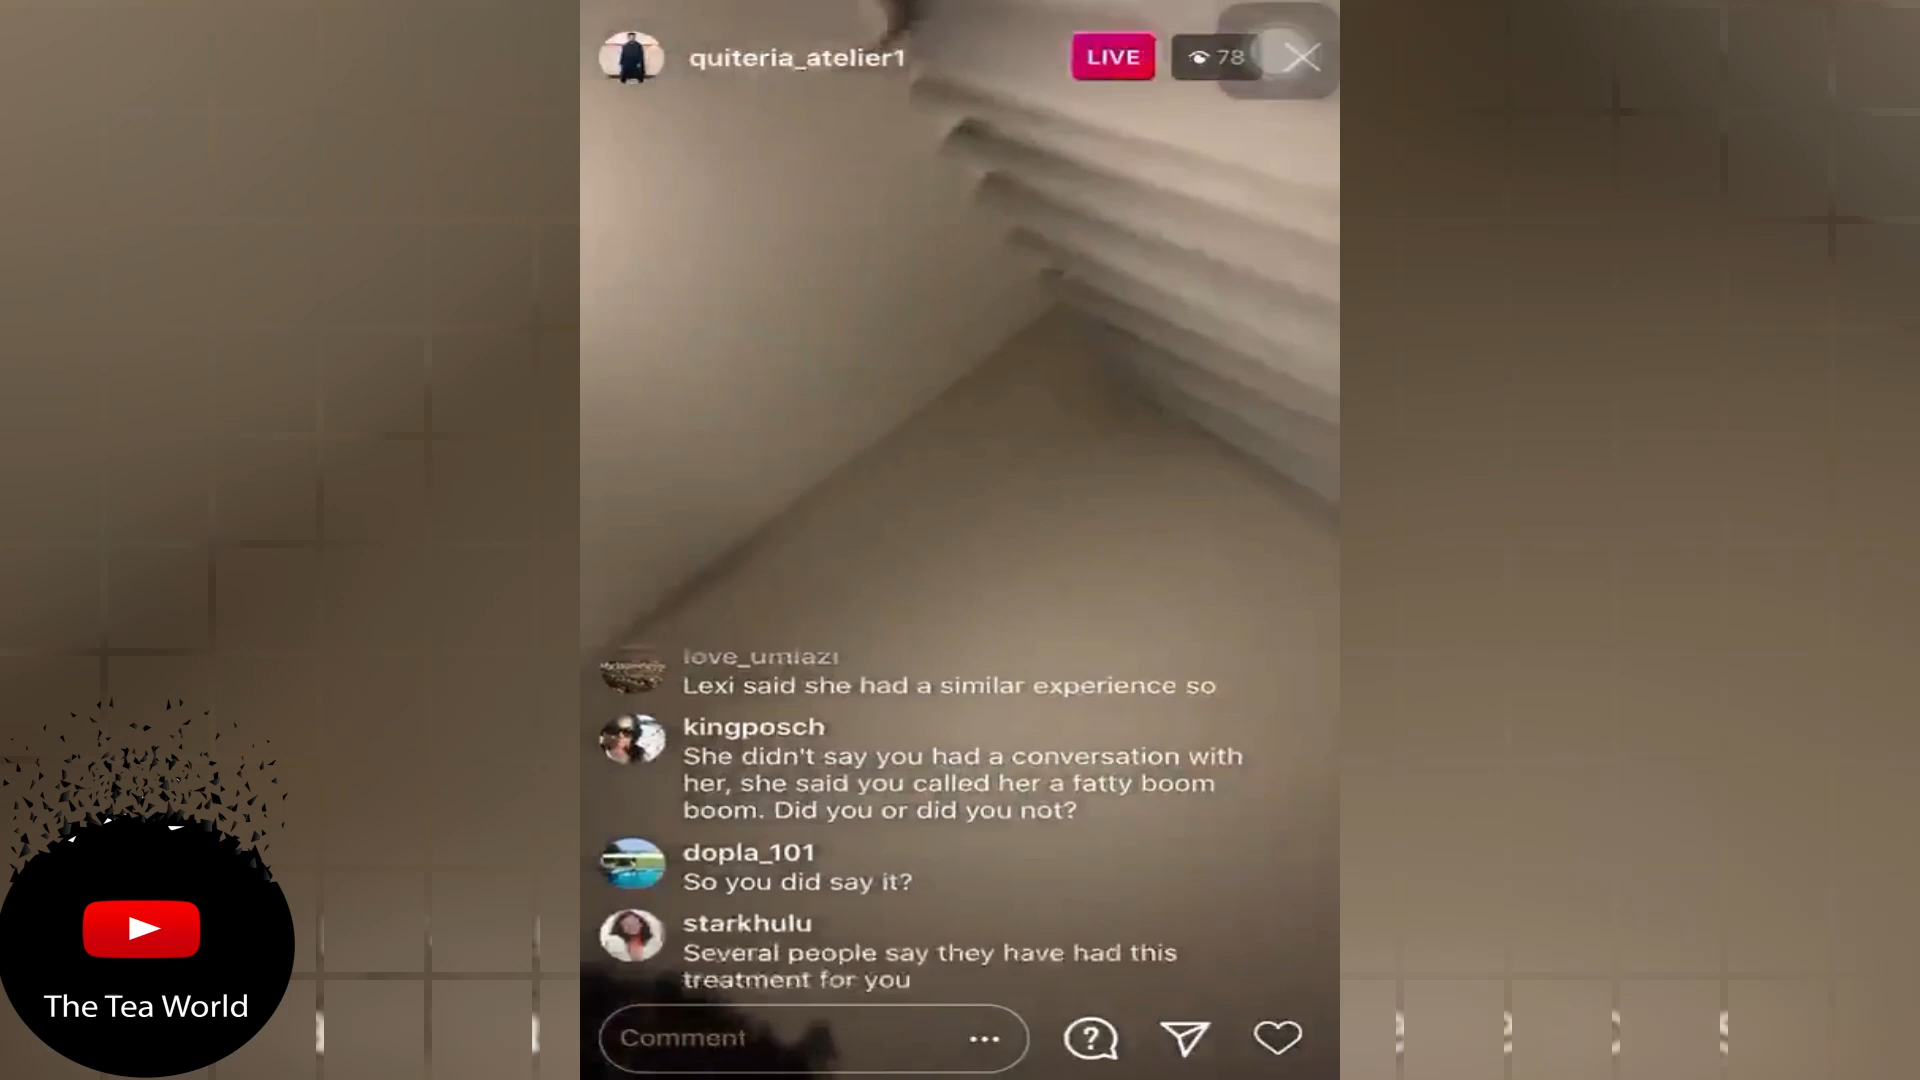 quiteria_atelier1
LIVE
78
love_umlazi
Lexi said she had a similar experience so
kingposch
She didn't say you had a conversation with
her, she said you called her a fatty boom
boom. Did you or did you not?
dopla_101
So you did say it?
starkhulu
Several people say they have had this
treatment for you
Comment
The Tea World